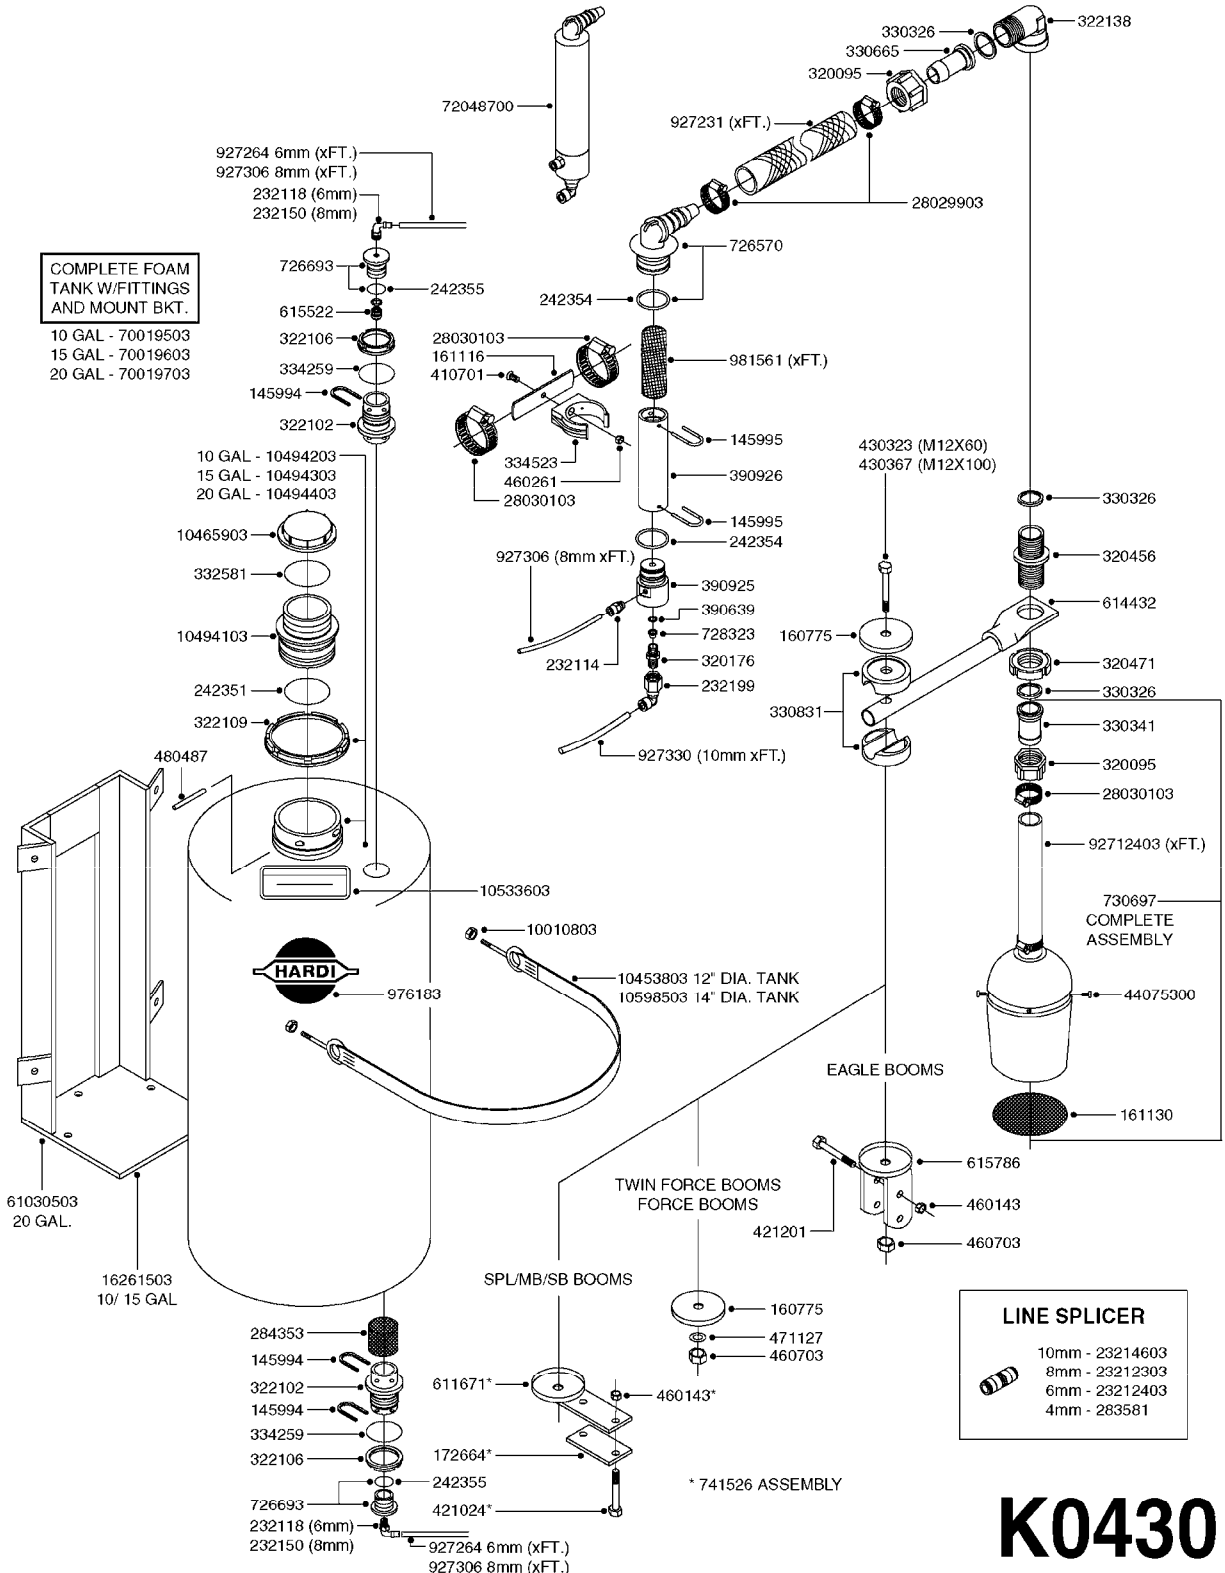 72048700
330326
322138
330665
320095
927231 (xFT.)
28029903
927264 6mm (xFT.)
927306 8mm (xFT.)
232118 (6mm)
232150 (8mm)
726693
242355
615522
322106
334259
145994
322102
COMPLETE FOAM
TANK W/FITTINGS
AND MOUNT BKT.
10 GAL - 70019503
15 GAL - 70019603
20 GAL - 70019703
726570
242354
28030103
161116
410701
981561 (xFT.)
334523
460261
28030103
145995
390926
145995
242354
10 GAL - 10494203
15 GAL - 10494303
20 GAL - 10494403
10465903
332581
10494103
242351
322109
480487
927306 (8mm xFT.)
390925
390639
728323
232114
320176
232199
927330 (10mm xFT.)
430323 (M12X60)
430367 (M12X100)
160775
330831
330326
320456
614432
320471
330326
330341
320095
28030103
92712403 (xFT.)
730697
COMPLETE
ASSEMBLY
44075300
161130
10533603
HARDI
976183
10010803
10453803 12" DIA. TANK
10598503 14" DIA. TANK
61030503
20 GAL.
16261503
10/ 15 GAL
EAGLE BOOMS
615786
421201
460143
460703
TWIN FORCE BOOMS
FORCE BOOMS
160775
471127
460703
SPL/MB/SB BOOMS
611671*
460143*
172664*
421024*
* 741526 ASSEMBLY
284353
145994
322102
145994
334259
322106
242355
726693
232118 (6mm)
232150 (8mm)
927264 6mm (xFT.)
927306 8mm (xFT.)
LINE SPLICER
10mm - 23214603
8mm - 23212303
6mm - 23212403
4mm - 283581
K0430